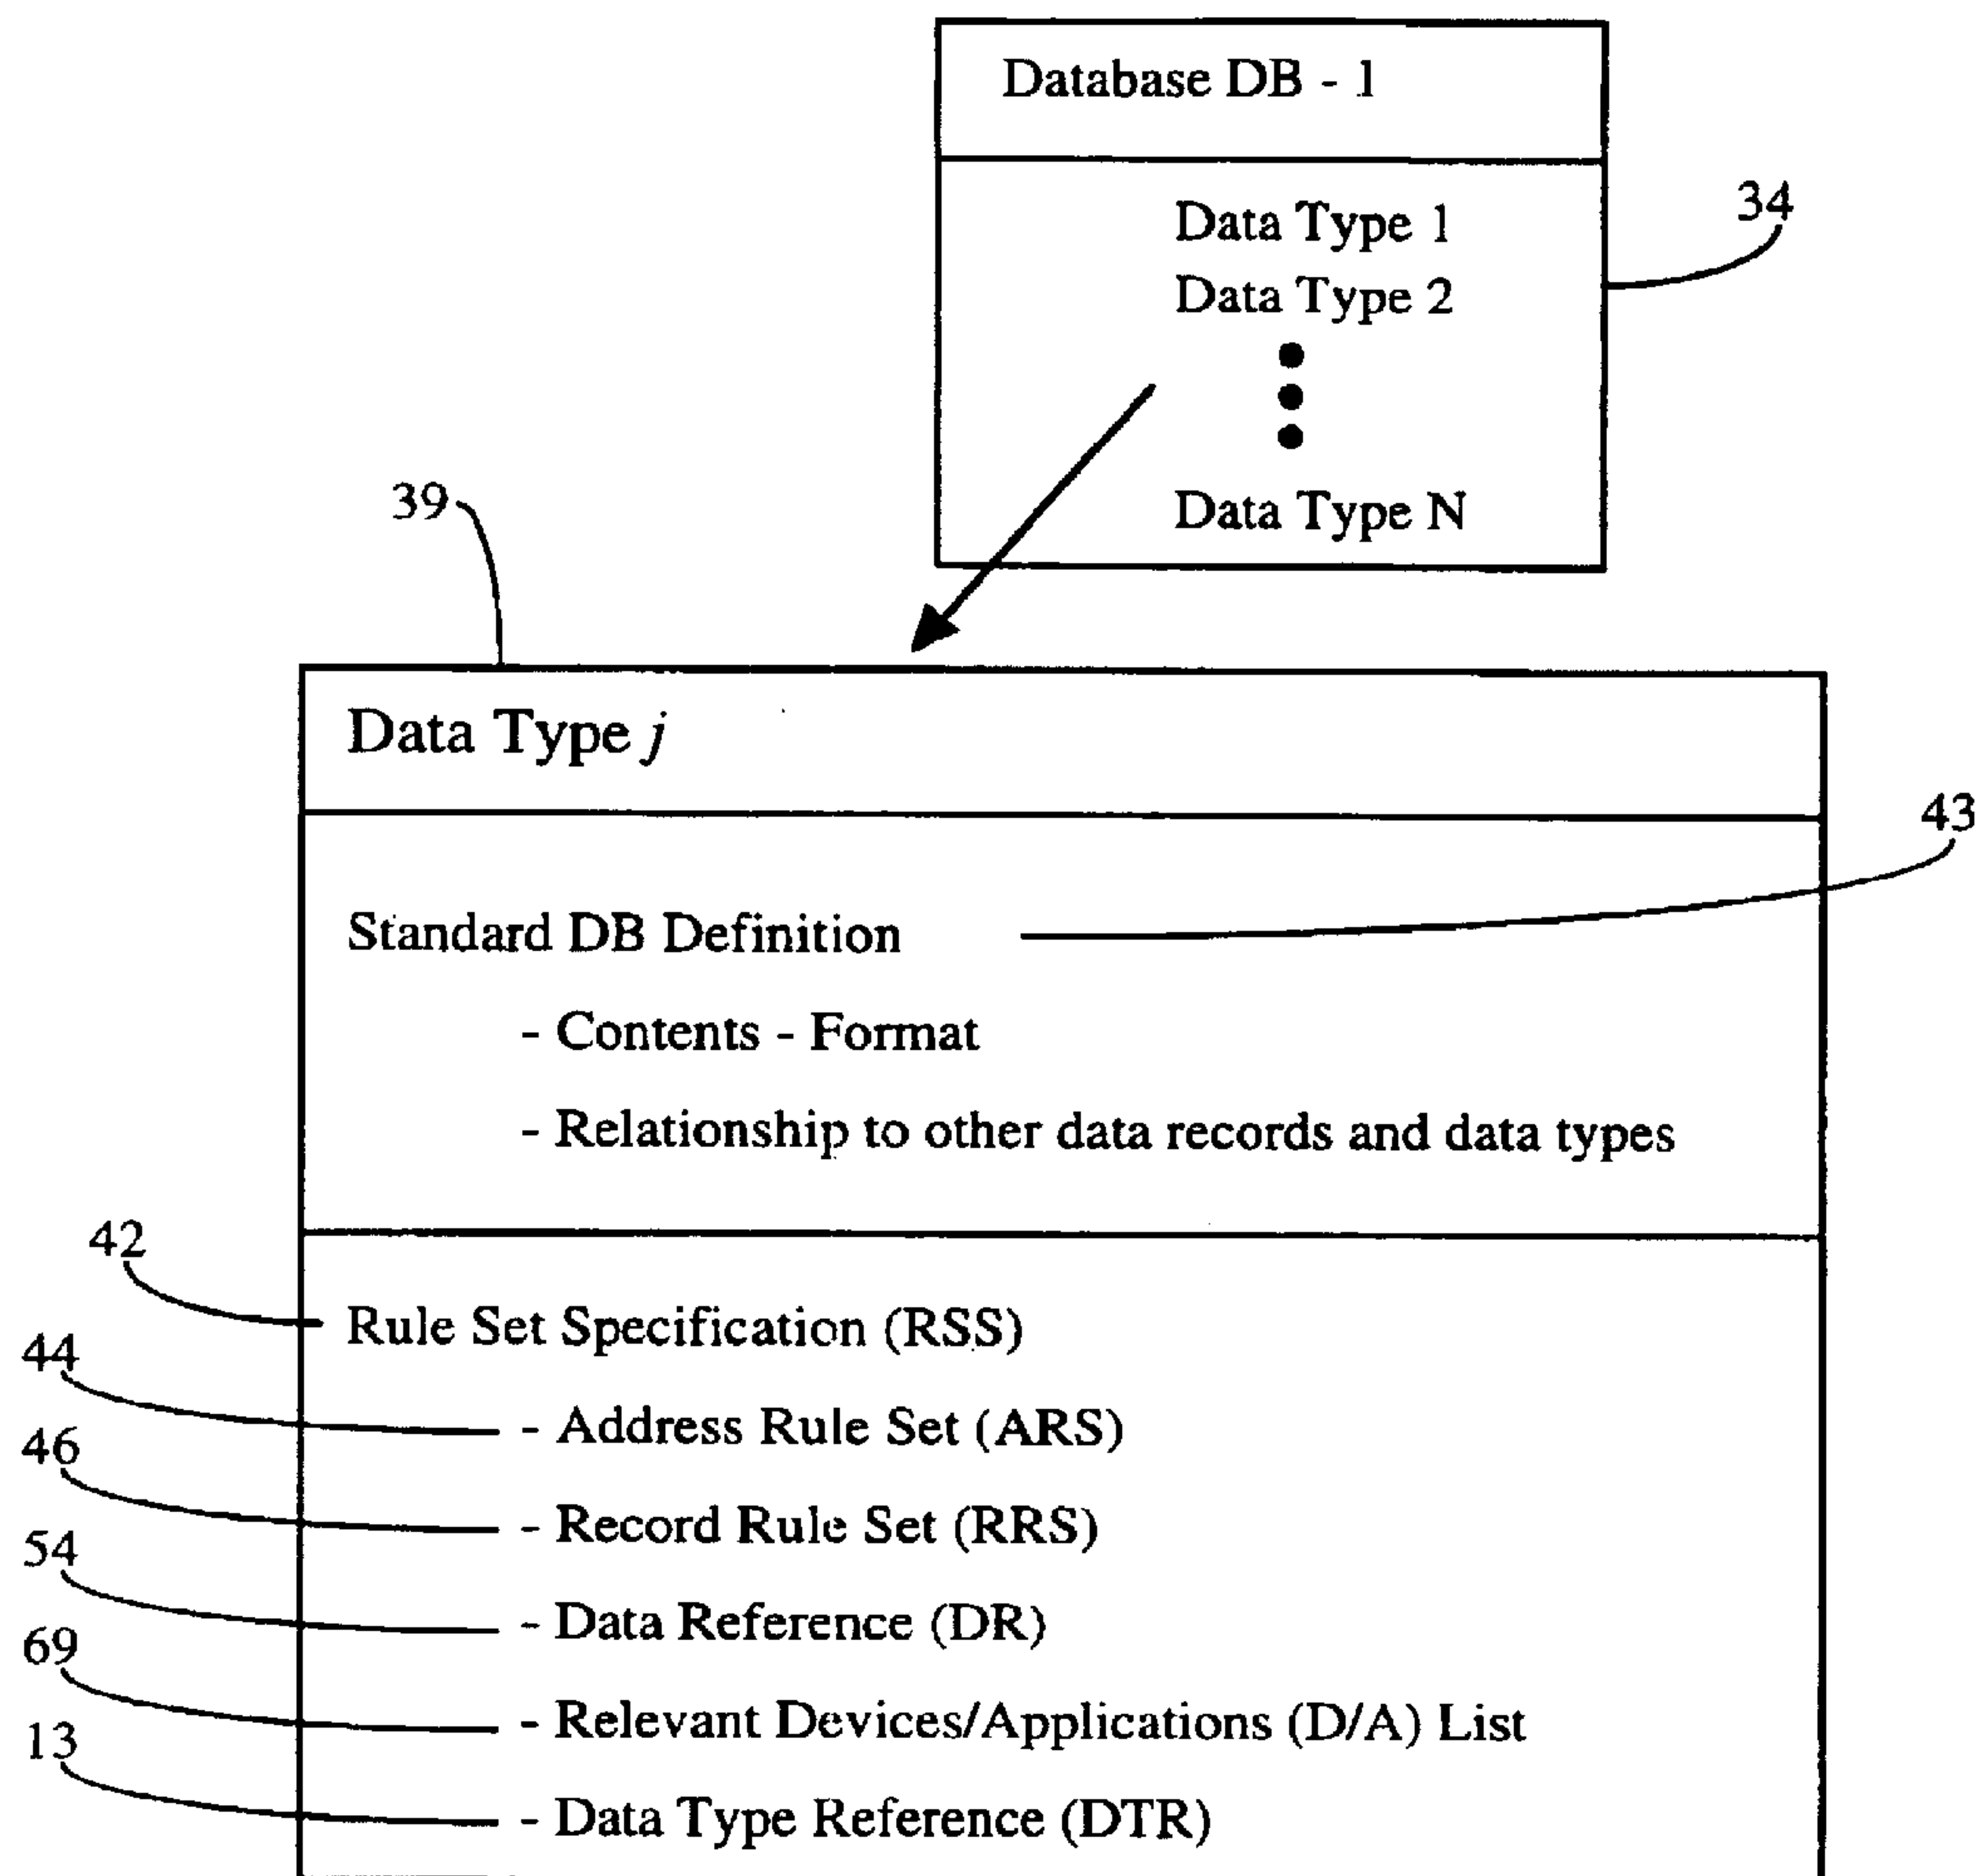 Database DB - 1
Data Type 1
34
Data Type 2
Data Type N
39
Data Type j
43
Standard DB Definition
- Contents - Format
- Relationship to other data records and data types
42
Rule Set Specification (RSS)
44
- Address Rule Set (ARS)
46
- Record Rule Set (RRS)
54
- Data Reference (DR)
69
- Relevant Devices/Applications (D/A) List
13
- Data Type Reference (DTR)